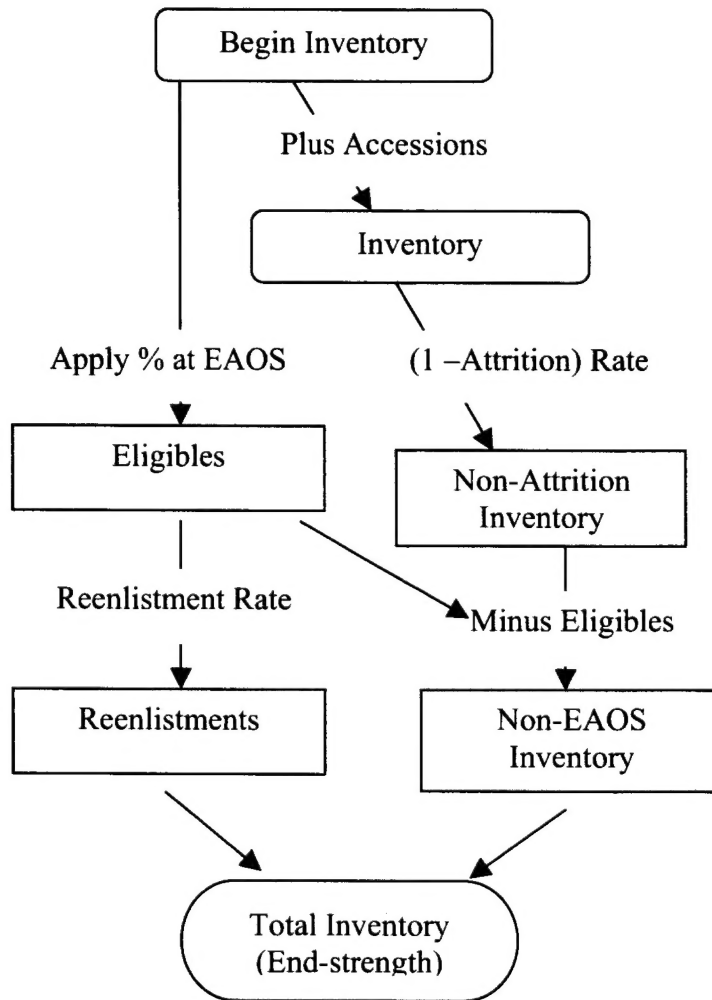 Begin Inventory
Plus Accessions
Inventory
Apply % at EAOS
(1 –Attrition) Rate
Eligibles
Non-Attrition
Inventory
Reenlistment Rate
Minus Eligibles
Reenlistments
Non-EAOS
Inventory
Total Inventory
(End-strength)